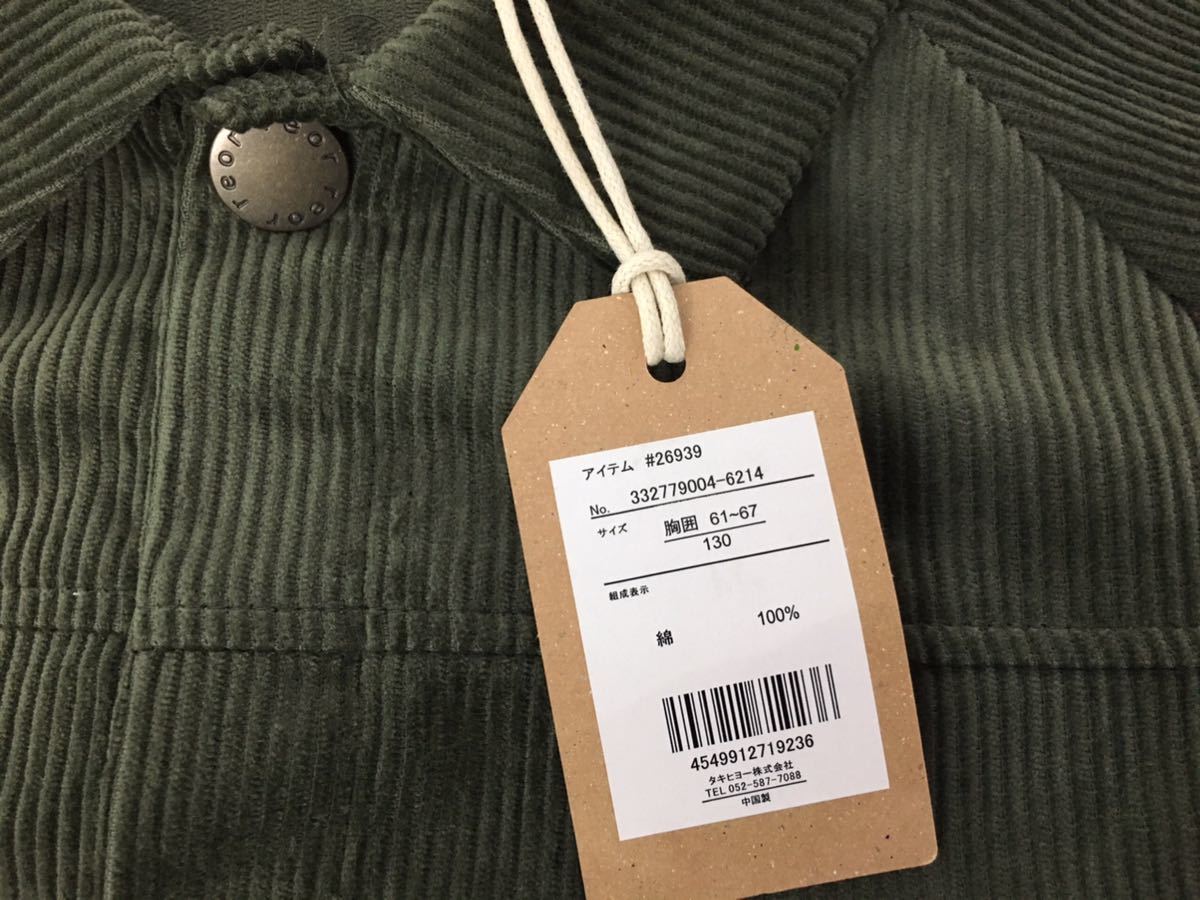 アイテム #26939
No. 332779004-6214
サイズ 胸囲 61~67
130
組成表示
綿 100%
4549912719236
タキヒヨー株式会社
TEL 052-587-7088
中国製